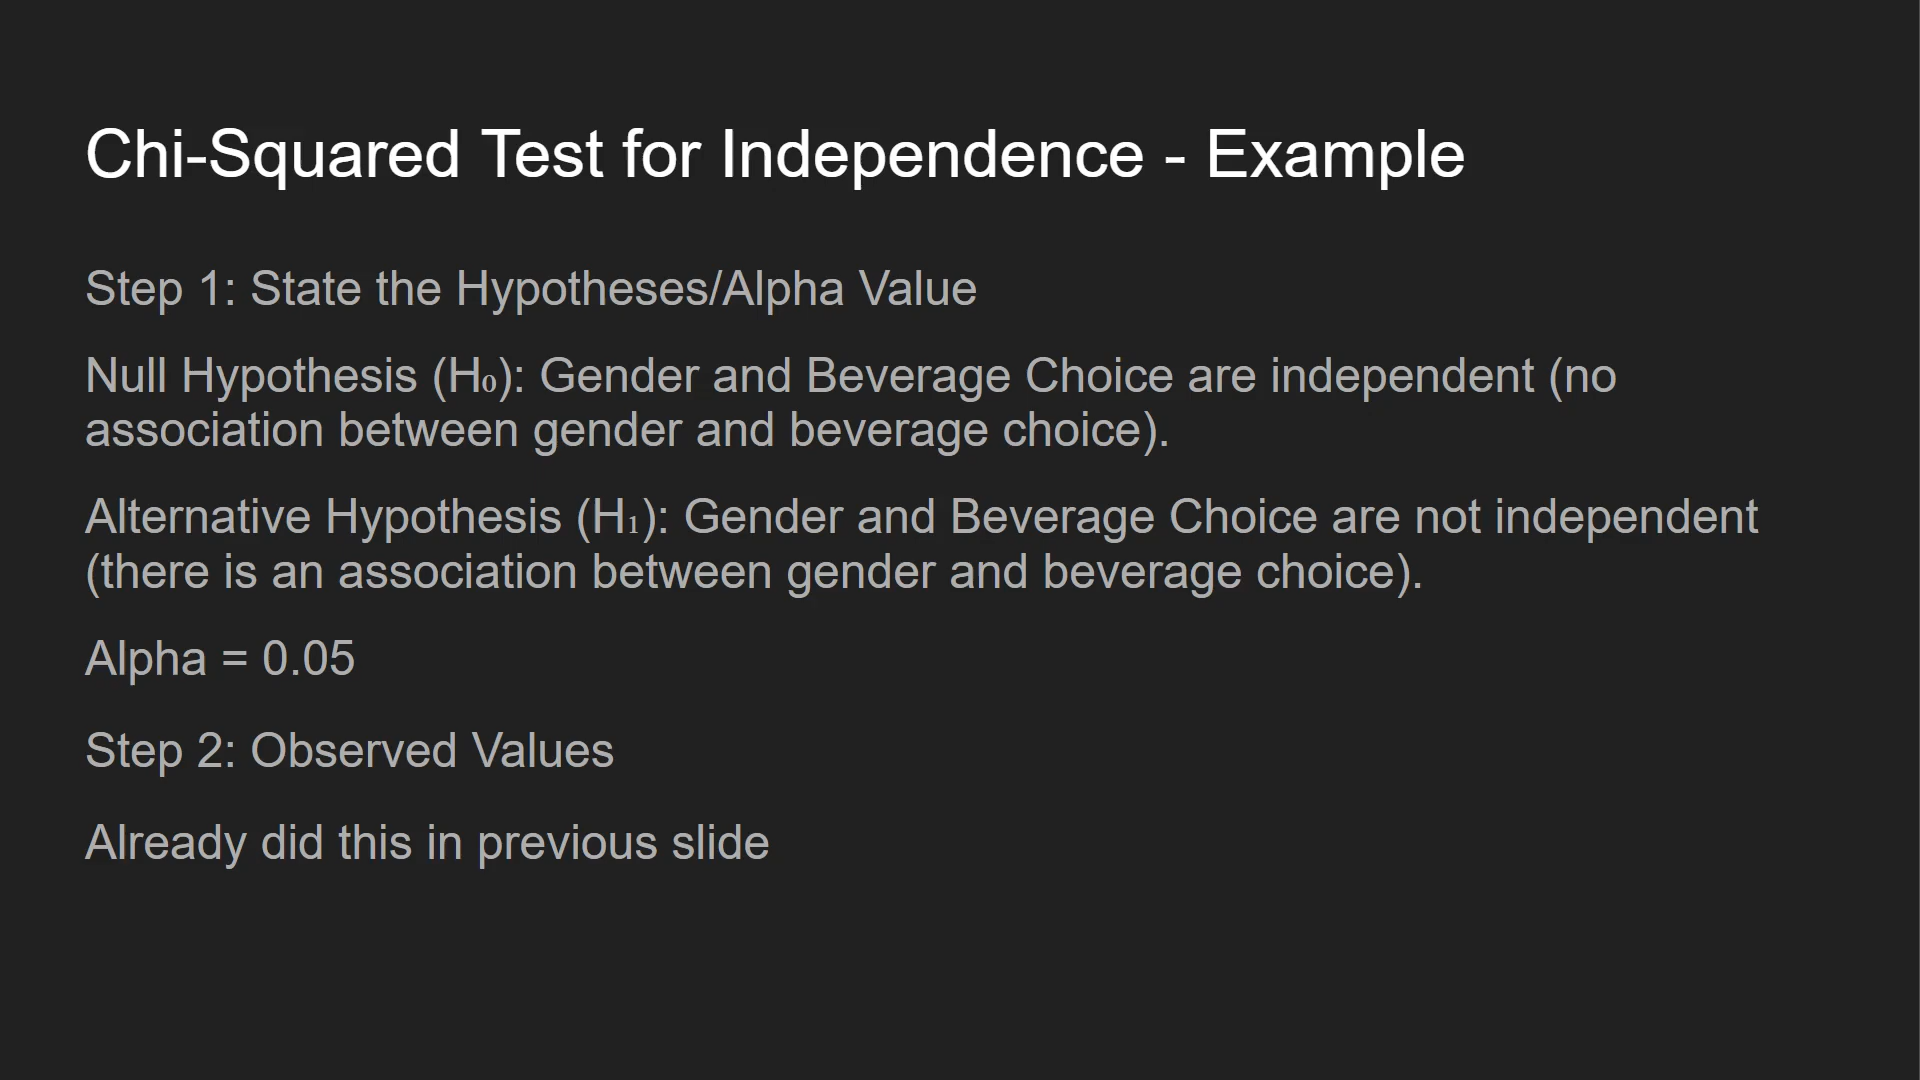 Chi-Squared Test for Independence - Example
Step 1: State the Hypotheses/Alpha Value
Null Hypothesis (H₀): Gender and Beverage Choice are independent (no
association between gender and beverage choice).
Alternative Hypothesis (H₁): Gender and Beverage Choice are not independent
(there is an association between gender and beverage choice).
Alpha = 0.05
Step 2: Observed Values
Already did this in previous slide